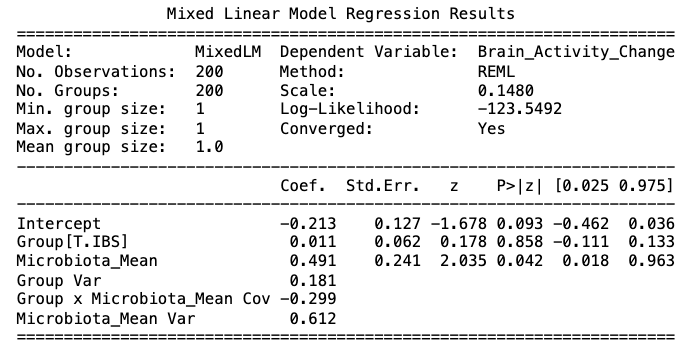 Mixed Linear Model Regression Results
=======================================================================
Model: MixedLM Dependent Variable: Brain_Activity_Change
No. Observations: 200 Method: REML
No. Groups: 200 Scale: 0.1480
Min. group size: 1 Log-Likelihood: -123.5492
Max. group size: 1 Converged: Yes
Mean group size: 1.0
-----------------------------------------------------------------------
Coef. Std.Err. z P>|z| [0.025 0.975]
-----------------------------------------------------------------------
Intercept -0.213 0.127 -1.678 0.093 -0.462 0.036
Group[T.IBS] 0.011 0.062 0.178 0.858 -0.111 0.133
Microbiota_Mean 0.491 0.241 2.035 0.042 0.018 0.963
Group Var 0.181
Group x Microbiota_Mean Cov -0.299
Microbiota_Mean Var 0.612
=======================================================================